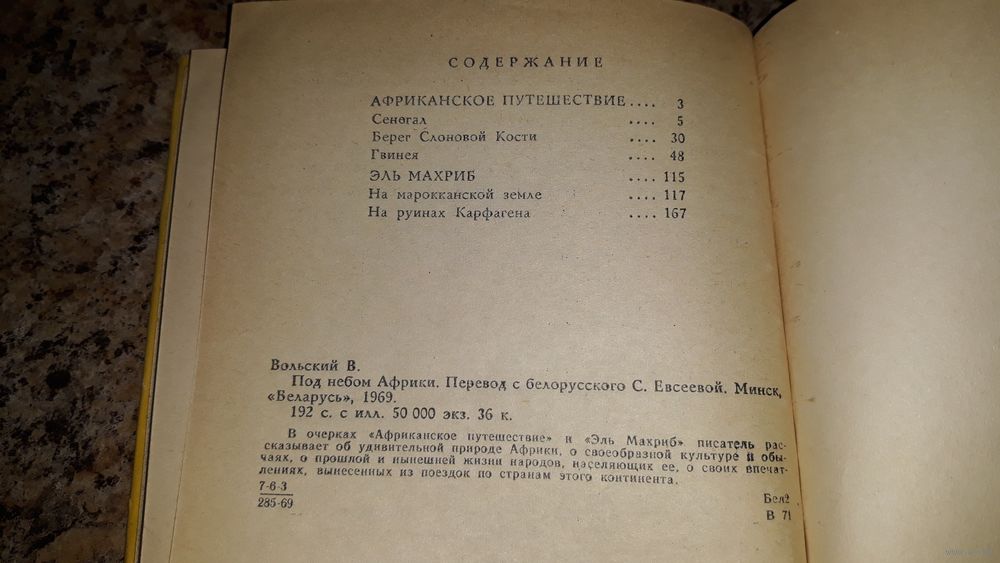 СОДЕРЖАНИЕ
АФРИКАНСКОЕ ПУТЕШЕСТВИЕ .... 3
Сенегал .... 5
Берег Слоновой Кости .... 30
Гвинея .... 48
ЭЛЬ МАХРИБ .... 115
На марокканской земле .... 117
На руинах Карфагена .... 167
Вольский В.
Под небом Африки. Перевод с белорусского С. Евсеевой. Минск,
«Беларусь», 1969.
192 с. с илл. 50 000 экз. 36 к.
В очерках «Африканское путешествие» и «Эль Махриб» писатель рас-
сказывает об удивительной природе Африки, о своеобразной культуре и обы-
чаях, о прошлой и нынешней жизни народов, населяющих ее, о своих впечат-
лениях, вынесенных из поездок по странам этого континента.
7-6-3
285-69
Бел2
В 71